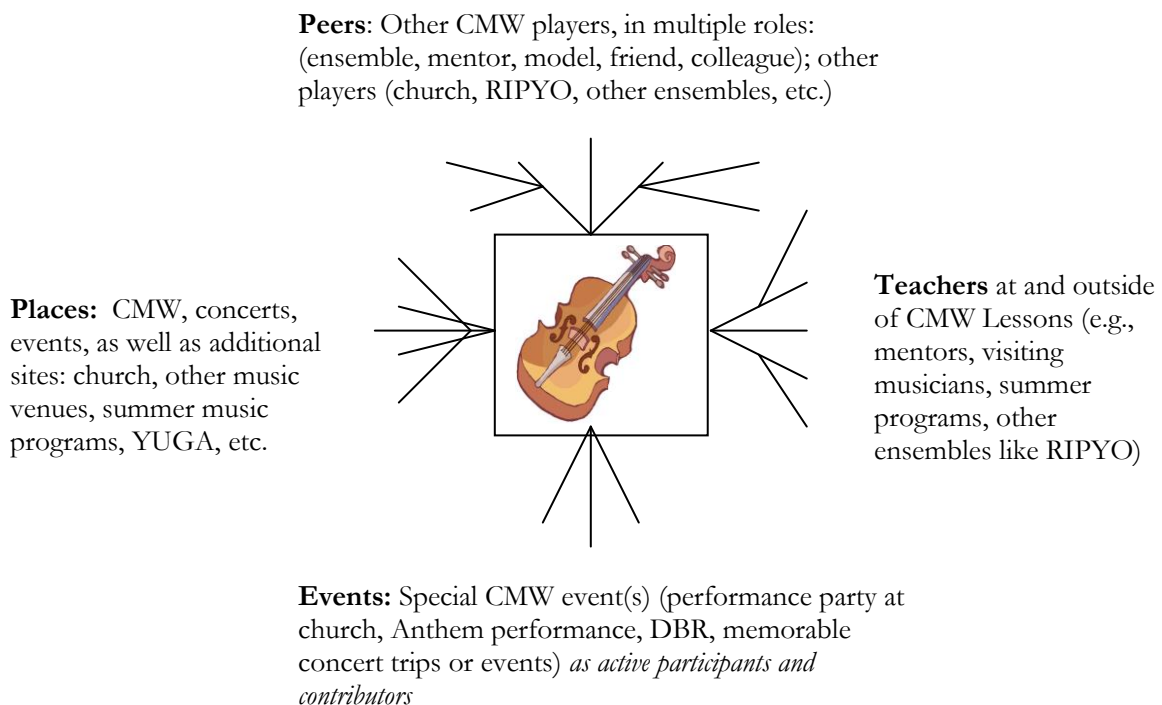 Peers: Other CMW players, in multiple roles:
(ensemble, mentor, model, friend, colleague); other
players (church, RIPYO, other ensembles, etc.)
Places: CMW, concerts,
events, as well as additional
sites: church, other music
venues, summer music
programs, YUGA, etc.
Teachers at and outside
of CMW Lessons (e.g.,
mentors, visiting
musicians, summer
programs, other
ensembles like RIPYO)
Events: Special CMW event(s) (performance party at
church, Anthem performance, DBR, memorable
concert trips or events) as active participants and
contributors